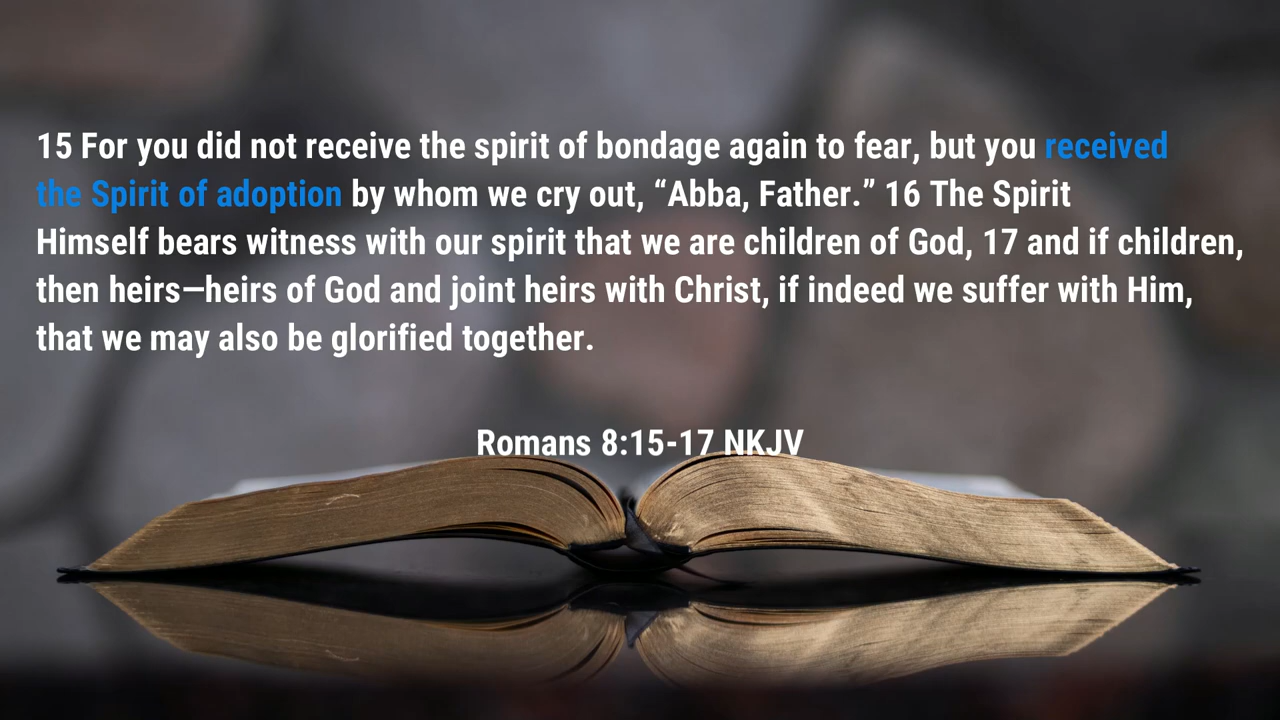 15 For you did not receive the spirit of bondage again to fear, but you received
the Spirit of adoption by whom we cry out, “Abba, Father.” 16 The Spirit
Himself bears witness with our spirit that we are children of God, 17 and if children,
then heirs—heirs of God and joint heirs with Christ, if indeed we suffer with Him,
that we may also be glorified together.
Romans 8:15-17 NKJV